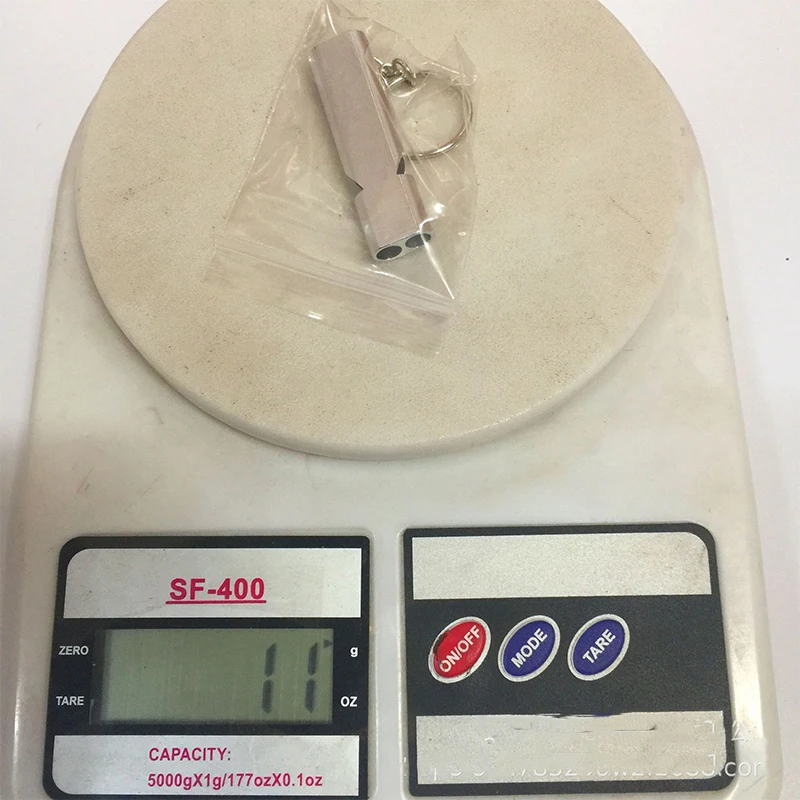 SF-400
ZERO
11
g
TARE
OZ
CAPACITY:
5000gX1g/177ozX0.1oz
ON/OFF
MODE
TARE